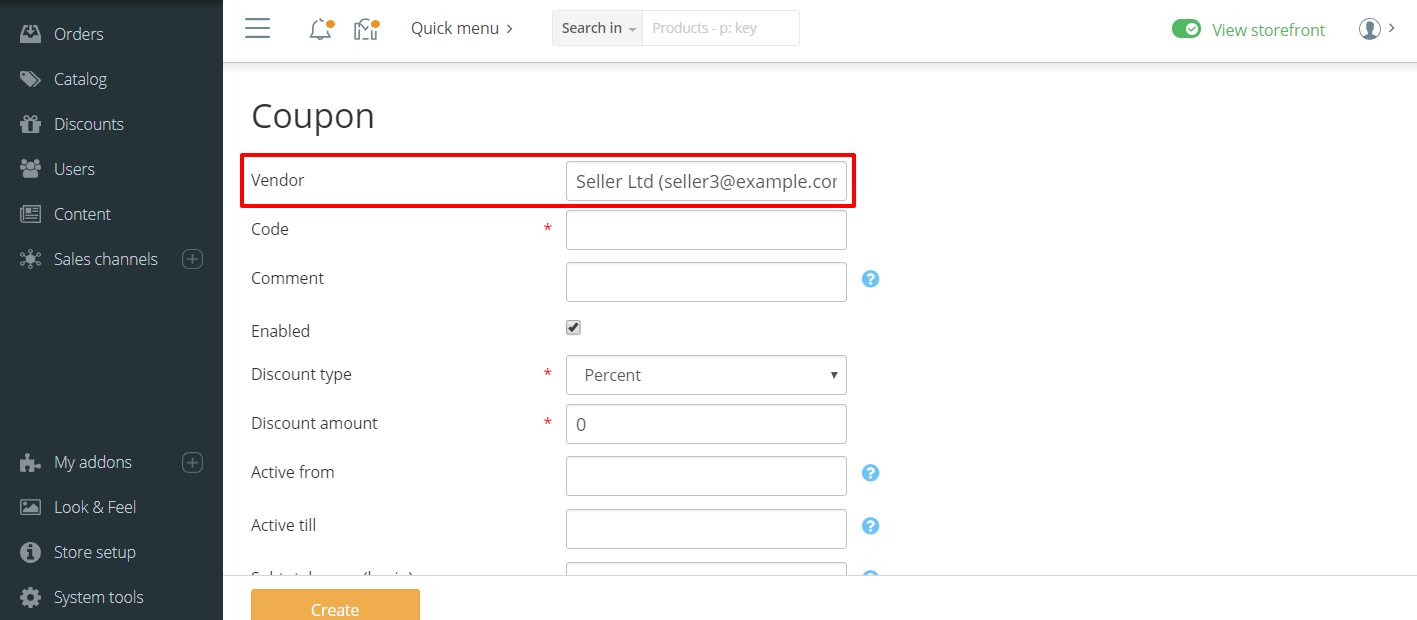 Orders
Catalog
Discounts
Users
Content
Sales channels
My addons
Look & Feel
Store setup
System tools
Quick menu
Search in
Products - p: key
View storefront
Coupon
Vendor
Seller Ltd (seller3@example.cor
Code *
Comment
?
Enabled
Discount type * Percent
Discount amount * 0
Active from
?
Active till
?
Create